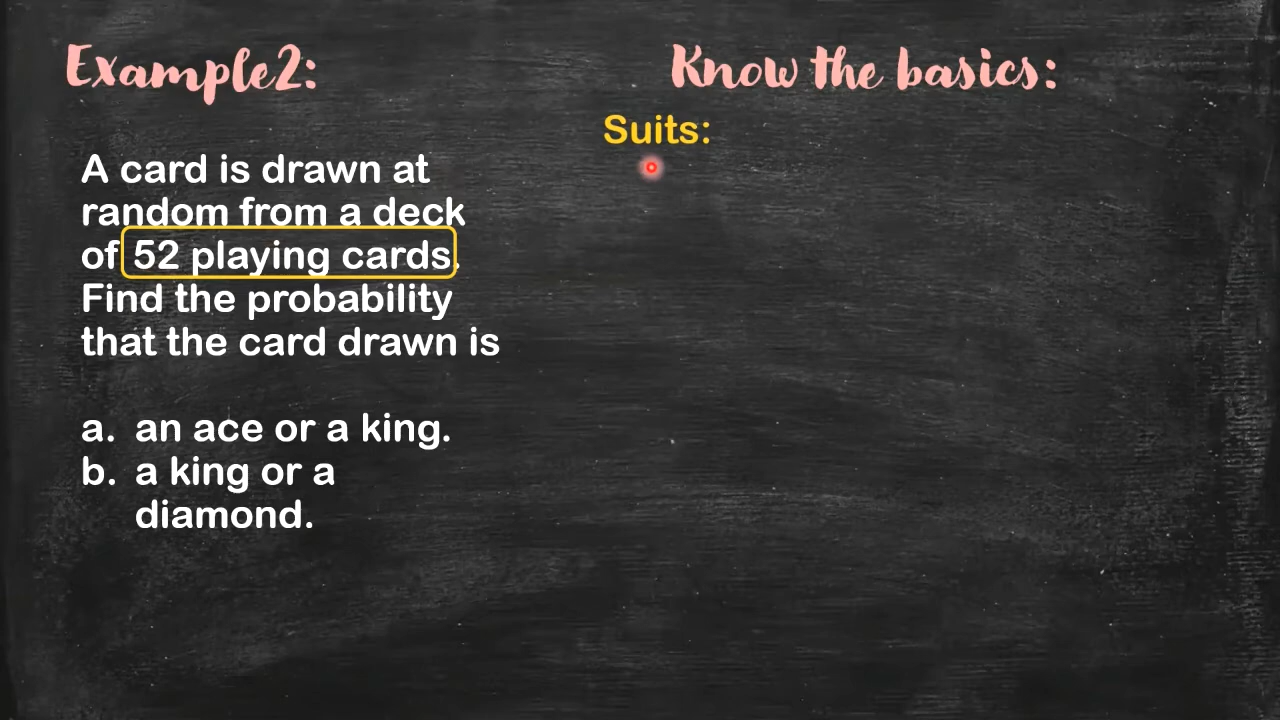 Example2:
A card is drawn at
random from a deck
of 52 playing cards.
Find the probability
that the card drawn is
a. an ace or a king.
b. a king or a
diamond.
Know the basics:
Suits: